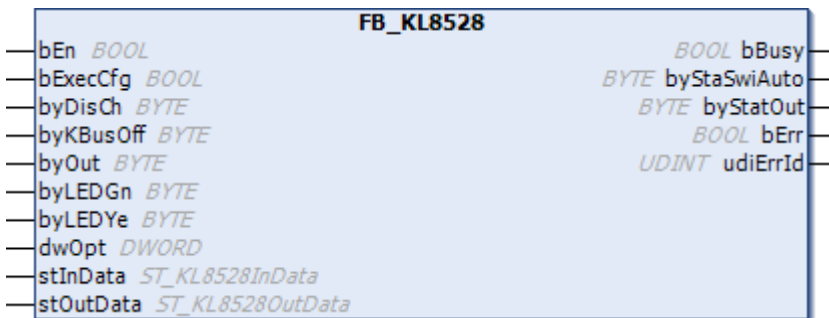 FB_KL8528
bEn BOOL BOOL bBusy
bExecCfg BOOL BYTE byStaSwiAuto
byDisCh BYTE BYTE byStatOut
byKBusOff BYTE BOOL bErr
byOut BYTE UDINT udiErrId
byLEDGn BYTE
byLEDYe BYTE
dwOpt DWORD
stInData ST_KL8528InData
stOutData ST_KL8528OutData